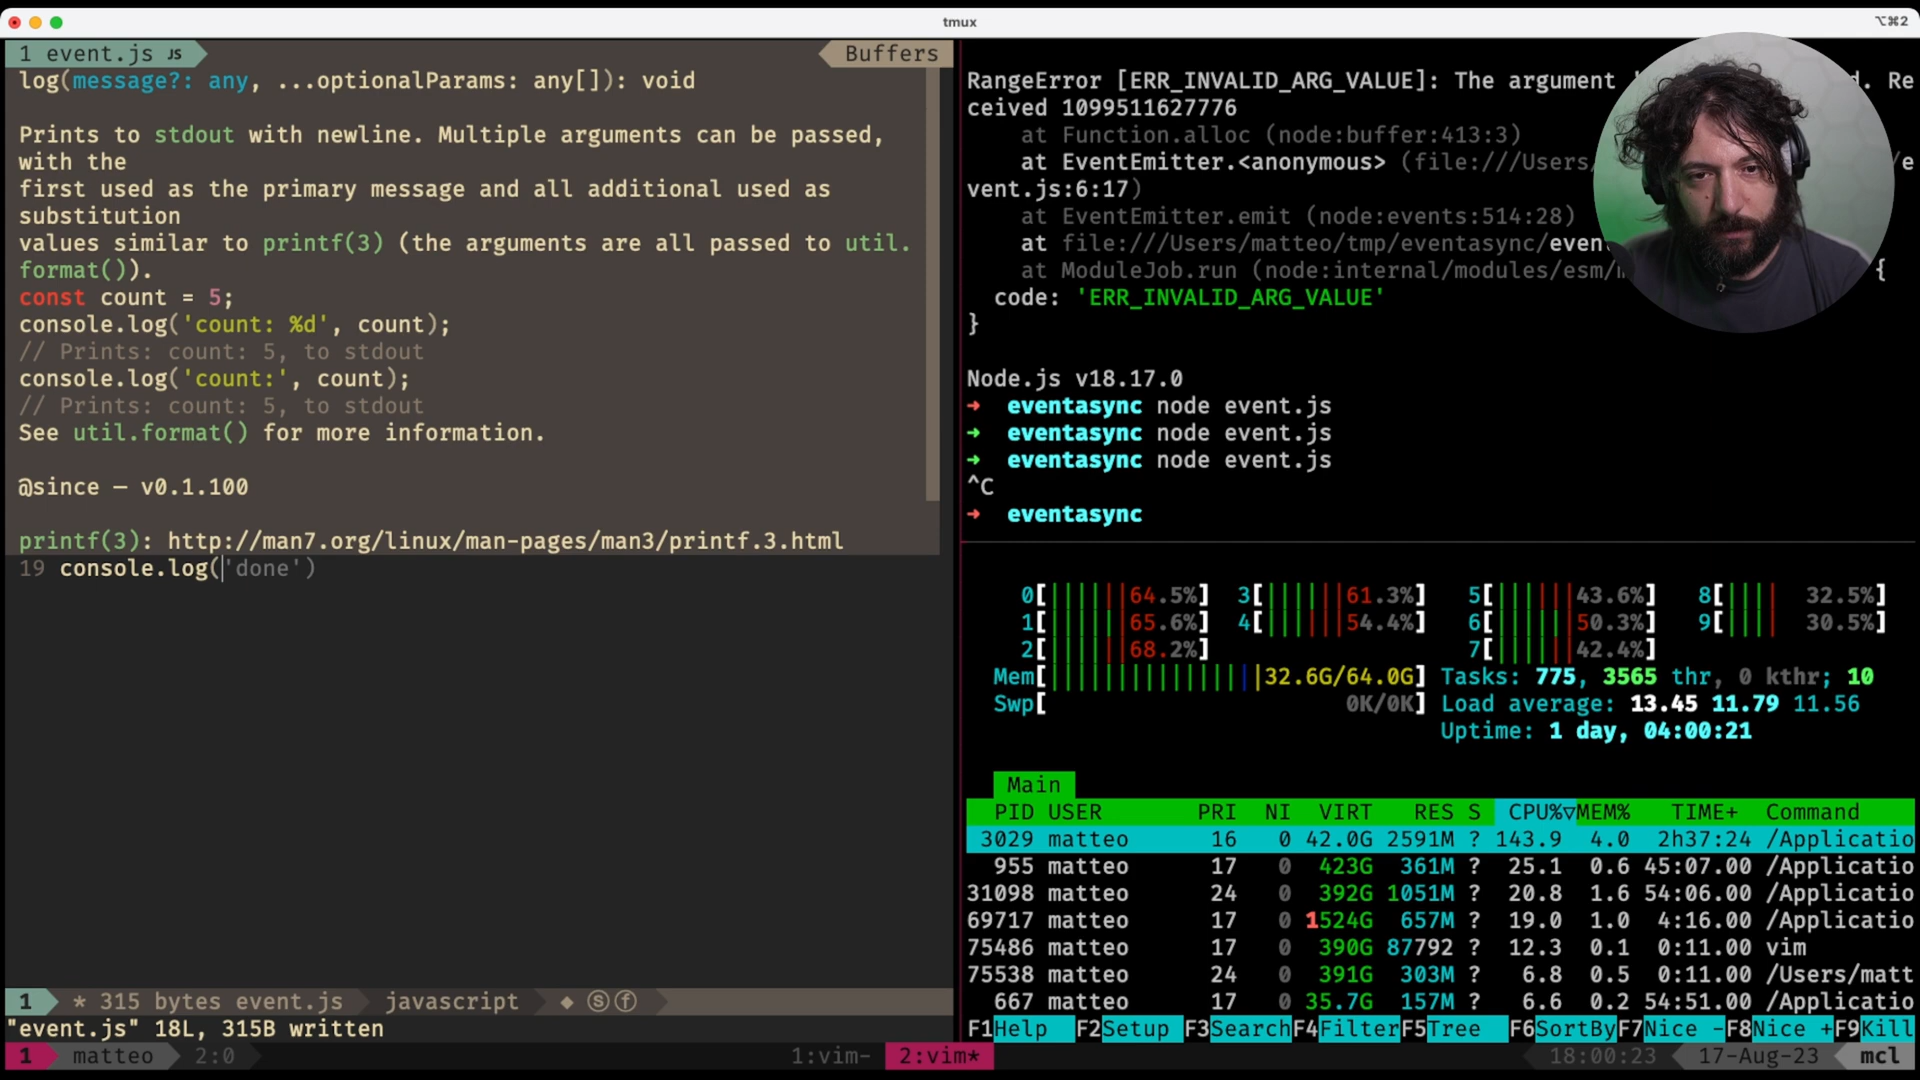 tmux
⌥⌘2
1 event.js JS
Buffers
log(message?: any, ...optionalParams: any[]): void
Prints to stdout with newline. Multiple arguments can be passed,
with the
first used as the primary message and all additional used as
substitution
values similar to printf(3) (the arguments are all passed to util.
format()).
const count = 5;
console.log('count: %d', count);
// Prints: count: 5, to stdout
console.log('count:', count);
// Prints: count: 5, to stdout
See util.format() for more information.
@since — v0.1.100
printf(3): http://man7.org/linux/man-pages/man3/printf.3.html
19 console.log('done')
1 * 315 bytes event.js javascript ◆ ⓢⓕ
"event.js" 18L, 315B written
RangeError [ERR_INVALID_ARG_VALUE]: The argument . Re
ceived 1099511627776
at Function.alloc (node:buffer:413:3)
at EventEmitter.<anonymous> (file:///Users/ /e
vent.js:6:17)
at EventEmitter.emit (node:events:514:28)
at file:///Users/matteo/tmp/eventasync/even
at ModuleJob.run (node:internal/modules/esm/m {
code: 'ERR_INVALID_ARG_VALUE'
}
Node.js v18.17.0
➜ eventasync node event.js
➜ eventasync node event.js
➜ eventasync node event.js
^C
➜ eventasync
0[||||||64.5%] 3[||||||61.3%] 5[||||||43.6%] 8[|||| 32.5%]
1[||||||65.6%] 4[||||||54.4%] 6[||||||50.3%] 9[|||| 30.5%]
2[||||||68.2%] 7[||||||42.4%]
Mem[||||||||||||||||32.6G/64.0G] Tasks: 775, 3565 thr, 0 kthr; 10
Swp[ 0K/0K] Load average: 13.45 11.79 11.56
Uptime: 1 day, 04:00:21
Main
PID USER PRI NI VIRT RES S CPU%▽MEM% TIME+ Command
3029 matteo 16 0 42.0G 2591M ? 143.9 4.0 2h37:24 /Applicatio
955 matteo 17 0 423G 361M ? 25.1 0.6 45:07.00 /Applicatio
31098 matteo 24 0 392G 1051M ? 20.8 1.6 54:06.00 /Applicatio
69717 matteo 17 0 1524G 657M ? 19.0 1.0 4:16.00 /Applicatio
75486 matteo 17 0 390G 87792 ? 12.3 0.1 0:11.00 vim
75538 matteo 24 0 391G 303M ? 6.8 0.5 0:11.00 /Users/matt
667 matteo 17 0 35.7G 157M ? 6.6 0.2 54:51.00 /Applicatio
F1Help F2Setup F3SearchF4FilterF5Tree F6SortByF7Nice -F8Nice +F9Kill
1 matteo 2:0 1:vim- 2:vim* 18:00:23 17-Aug-23 mcl